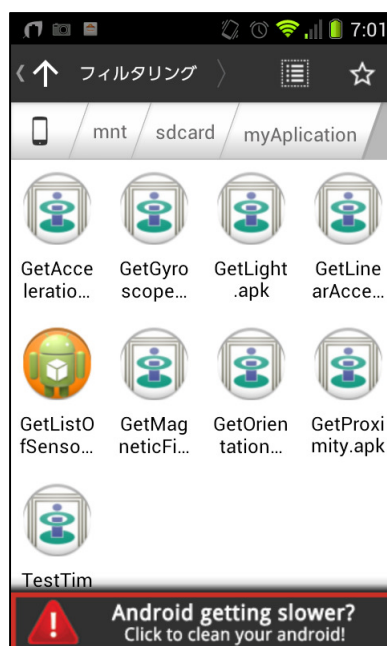 7:01
フィルタリング
mnt
sdcard
myAplication
GetAcce
leratio...
GetGyro
scope...
GetLight
.apk
GetLine
arAcce...
GetListO
fSenso...
GetMag
neticFi...
GetOrien
tation...
GetProxi
mity.apk
TestTim
Android getting slower?
Click to clean your android!